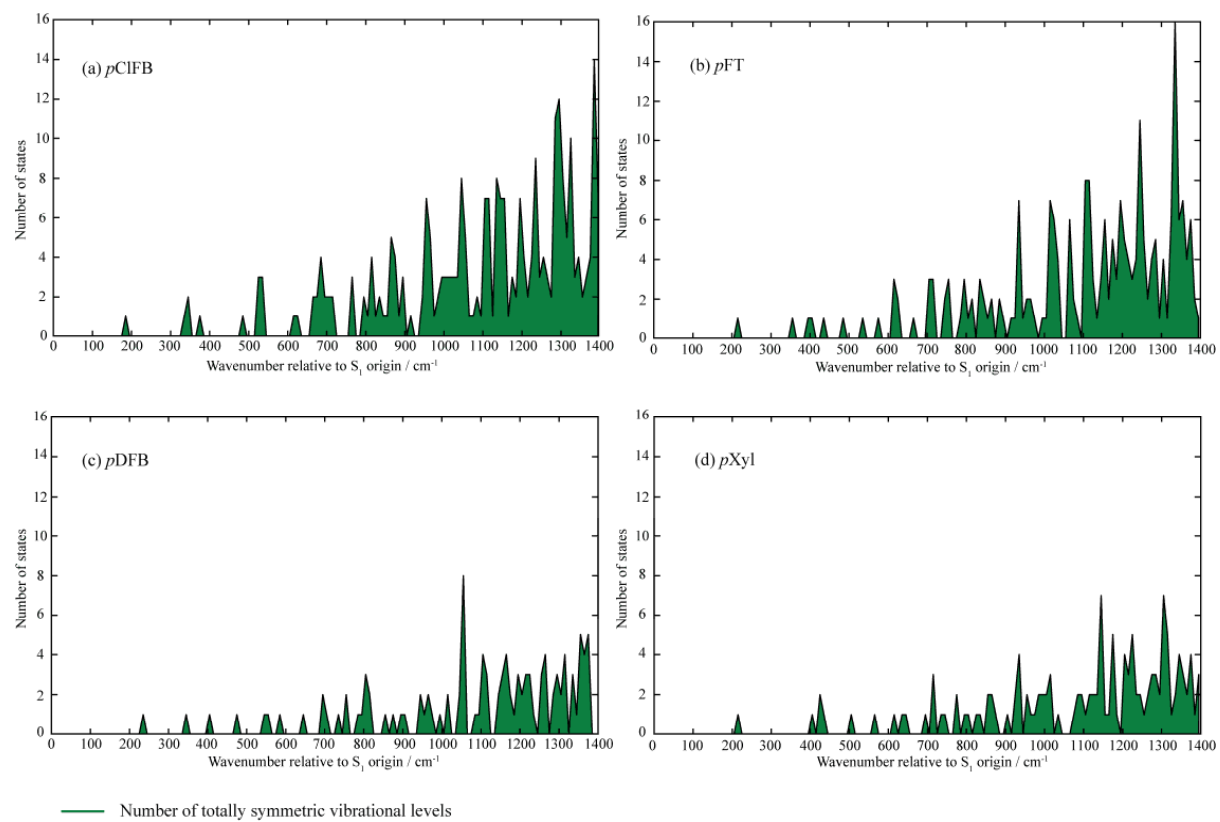 16
14
12
10
8
6
4
2
0
Number of states
(a) pClFB
0 100 200 300 400 500 600 700 800 900 1000 1100 1200 1300 1400
Wavenumber relative to S1 origin / cm-1
16
14
12
10
8
6
4
2
0
Number of states
(b) pFT
0 100 200 300 400 500 600 700 800 900 1000 1100 1200 1300 1400
Wavenumber relative to S1 origin / cm-1
16
14
12
10
8
6
4
2
0
Number of states
(c) pDFB
0 100 200 300 400 500 600 700 800 900 1000 1100 1200 1300 1400
Wavenumber relative to S1 origin / cm-1
16
14
12
10
8
6
4
2
0
Number of states
(d) pXyl
0 100 200 300 400 500 600 700 800 900 1000 1100 1200 1300 1400
Wavenumber relative to S1 origin / cm-1
Number of totally symmetric vibrational levels